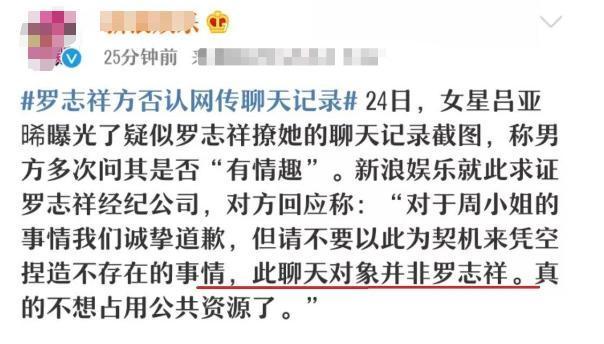 25分钟前
#罗志祥方否认网传聊天记录# 24日，女星吕亚
晞曝光了疑似罗志祥撩她的聊天记录截图，称男
方多次问其是否“有情趣”。新浪娱乐就此求证
罗志祥经纪公司，对方回应称：“对于周小姐的
事情我们诚挚道歉，但请不要以此为契机来凭空
捏造不存在的事情，此聊天对象并非罗志祥。真
的不想占用公共资源了。”